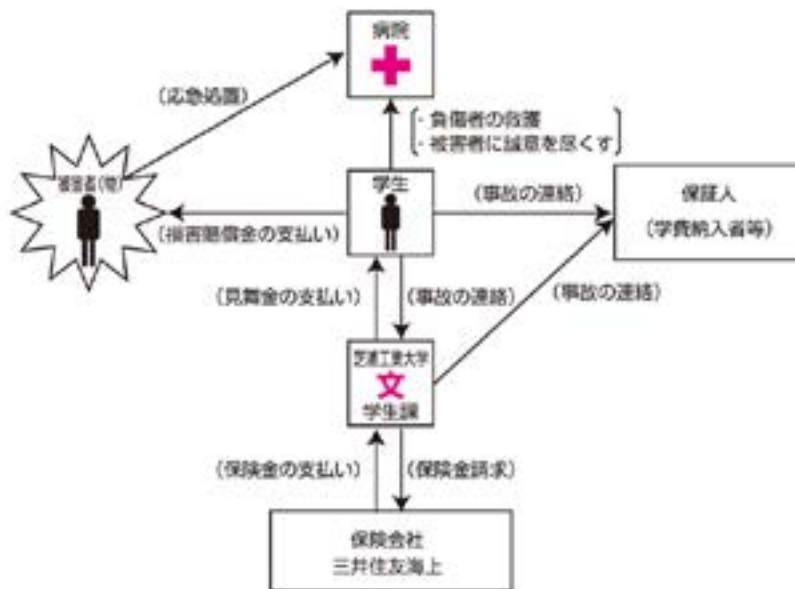 病院
(応急処置)
・負傷者の救護
・被害者に誠意を尽くす
被害者(物)
学生
(事故の連絡)
保証人
(学費納入省等)
(損害賠償金の支払い)
(見舞金の支払い)
(事故の連絡)
(事故の連絡)
芝浦工業大学
文
学生課
(保険金の支払い)
(保険金請求)
保険会社
三井住友海上